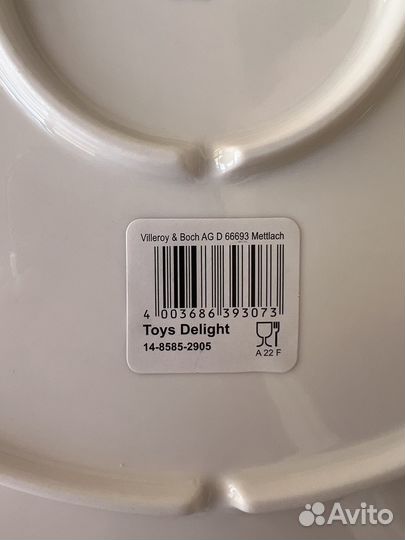 Villeroy & Boch AG D 66693 Mettlach
4 003686 393073
Toys Delight
14-8585-2905
A 22 F
Avito